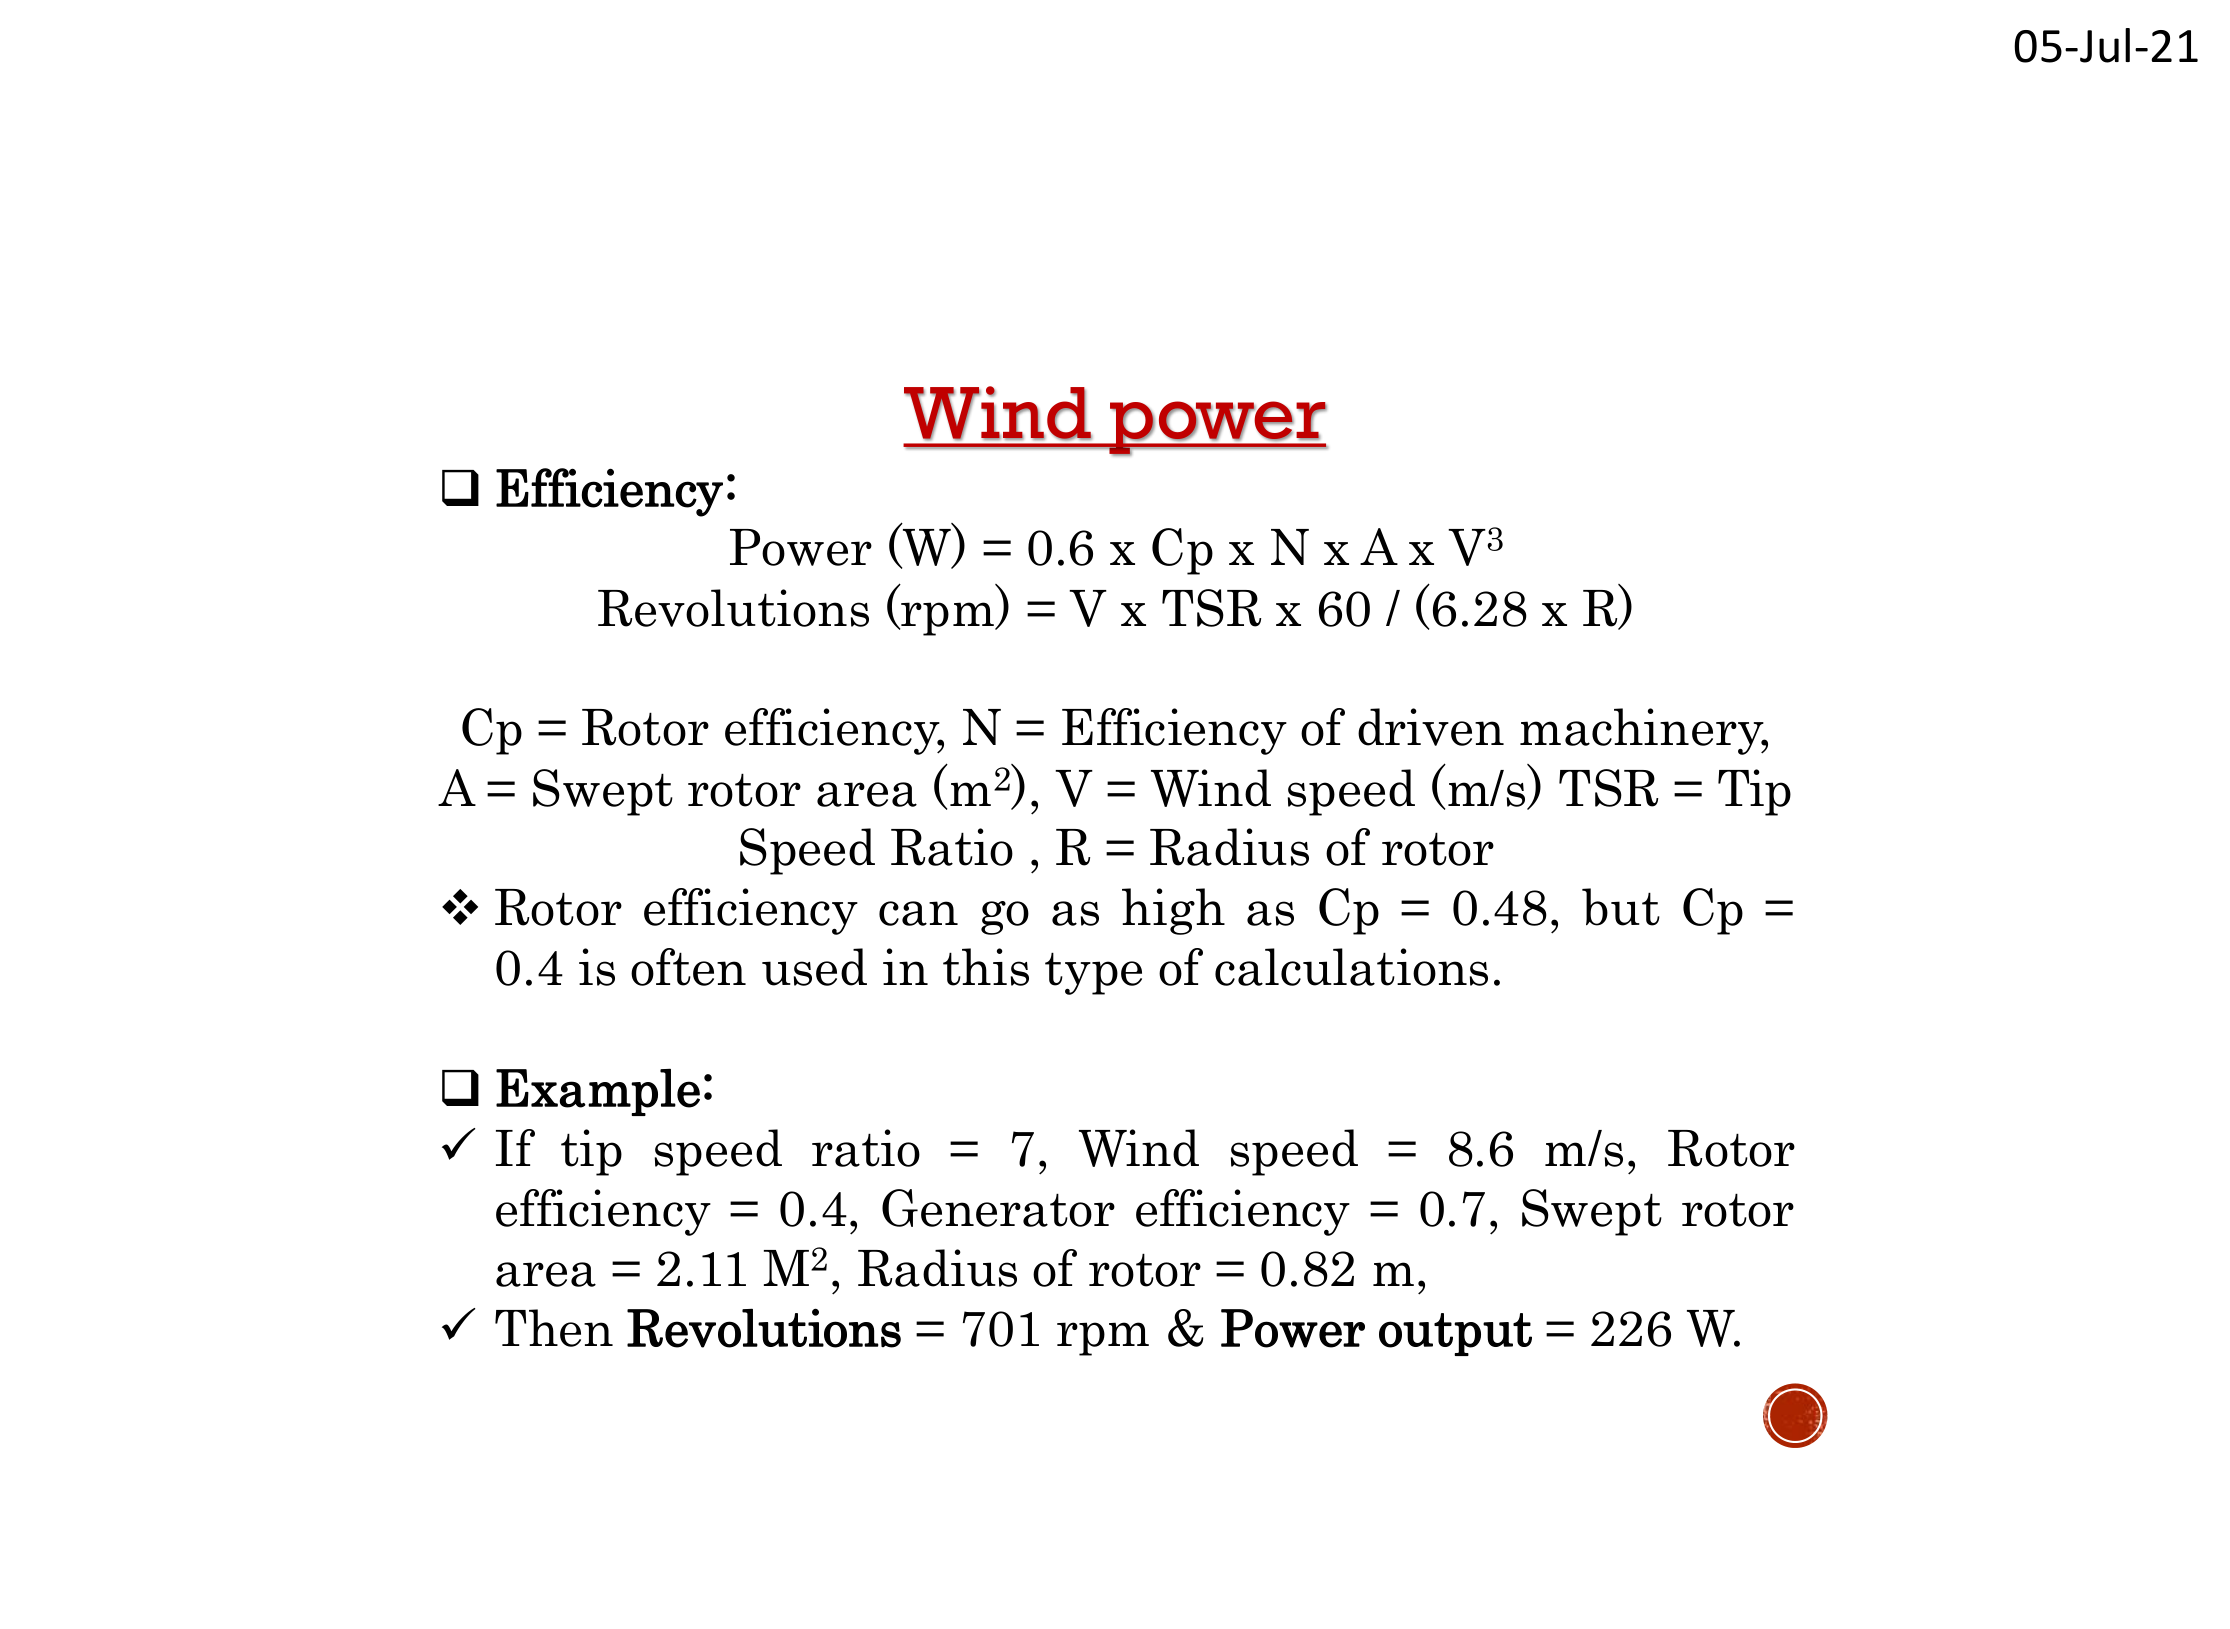 05-Jul-21
Wind power
❑ Efficiency:
Power (W) = 0.6 x Cp x N x A x V³
Revolutions (rpm) = V x TSR x 60 / (6.28 x R)
Cp = Rotor efficiency, N = Efficiency of driven machinery,
A = Swept rotor area (m²), V = Wind speed (m/s) TSR = Tip
Speed Ratio , R = Radius of rotor
❖ Rotor efficiency can go as high as Cp = 0.48, but Cp =
0.4 is often used in this type of calculations.
❑ Example:
✓ If tip speed ratio = 7, Wind speed = 8.6 m/s, Rotor
efficiency = 0.4, Generator efficiency = 0.7, Swept rotor
area = 2.11 M², Radius of rotor = 0.82 m,
✓ Then Revolutions = 701 rpm & Power output = 226 W.